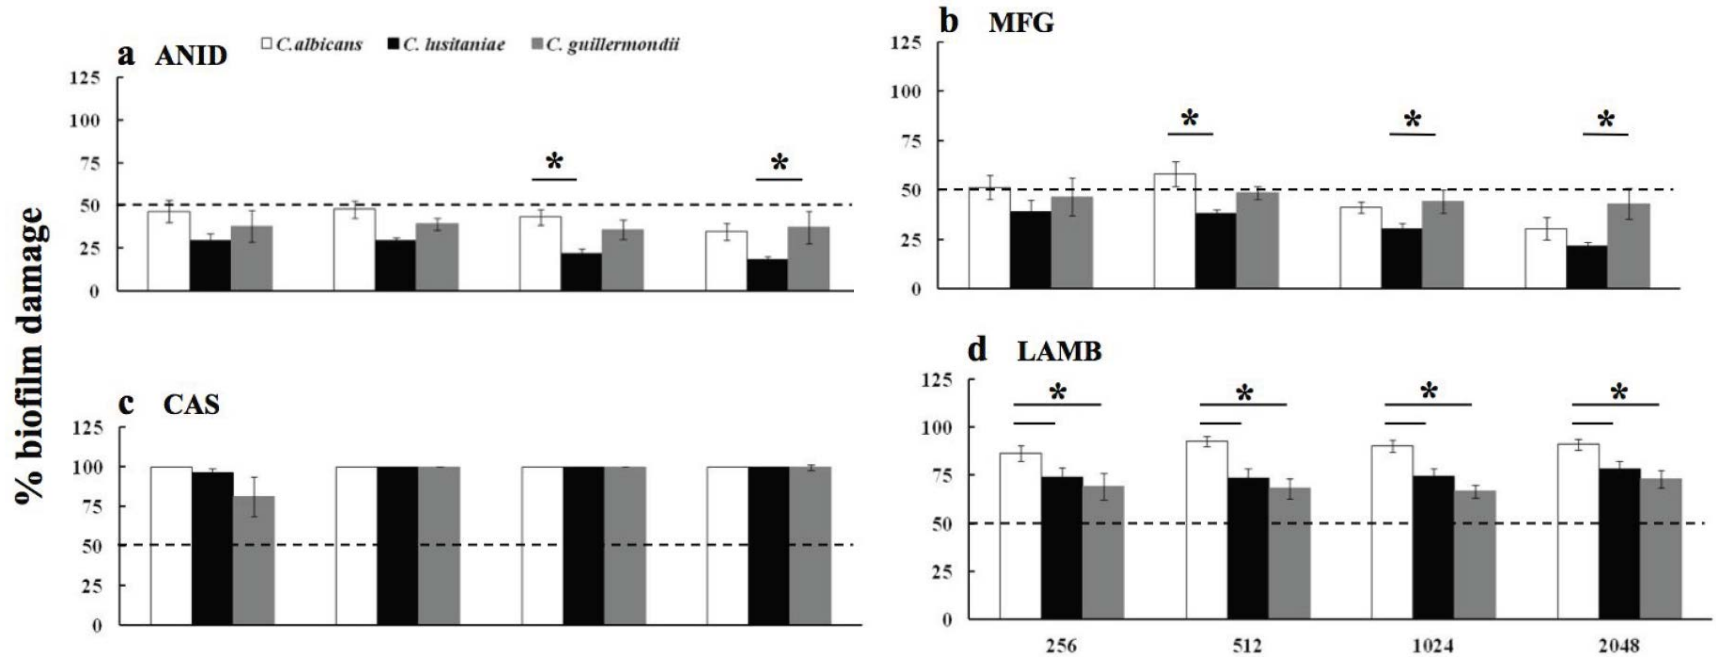 a ANID
C.albicans C. lusitaniae C. guillermondii
125
100
75
50
25
0
* *
b MFG
125
100
75
50
25
0
* * *
% biofilm damage
c CAS
125
100
75
50
25
0
d LAMB
125
100
75
50
25
0
* * * *
256 512 1024 2048